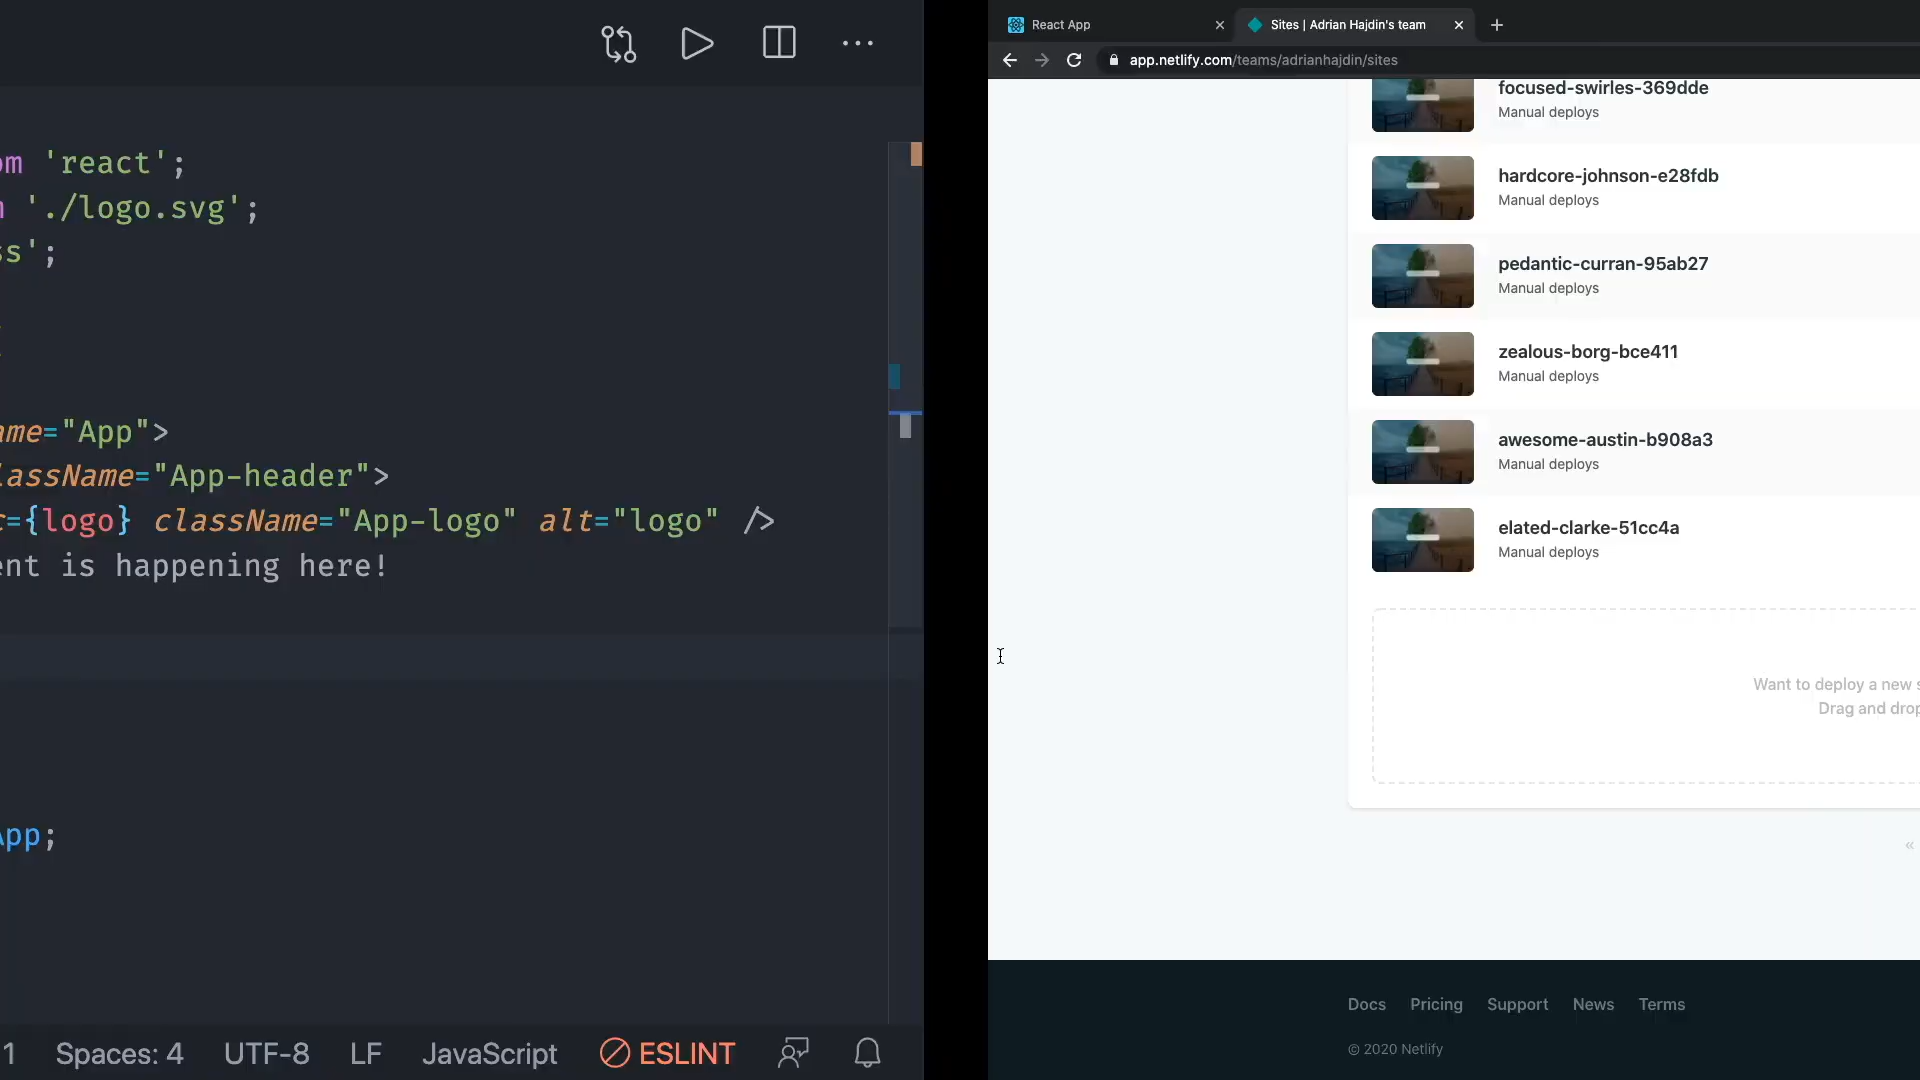 om 'react';
'./logo.svg';
ss';
ame="App">
lassName="App-header">
={logo} className="App-logo" alt="logo" />
ent is happening here!
App;
1 Spaces: 4 UTF-8 LF JavaScript ESLINT
React App
Sites | Adrian Hajdin's team
app.netlify.com/teams/adrianhajdin/sites
focused-swirles-369dde
Manual deploys
hardcore-johnson-e28fdb
Manual deploys
pedantic-curran-95ab27
Manual deploys
zealous-borg-bce411
Manual deploys
awesome-austin-b908a3
Manual deploys
elated-clarke-51cc4a
Manual deploys
Want to deploy a new s
Drag and drop
«
Docs Pricing Support News Terms
© 2020 Netlify